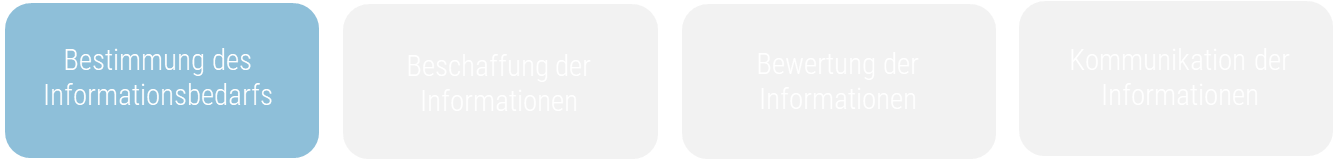 Bestimmung des
Informationsbedarfs
Beschaffung der
Informationen
Bewertung der
Informationen
Kommunikation der
Informationen